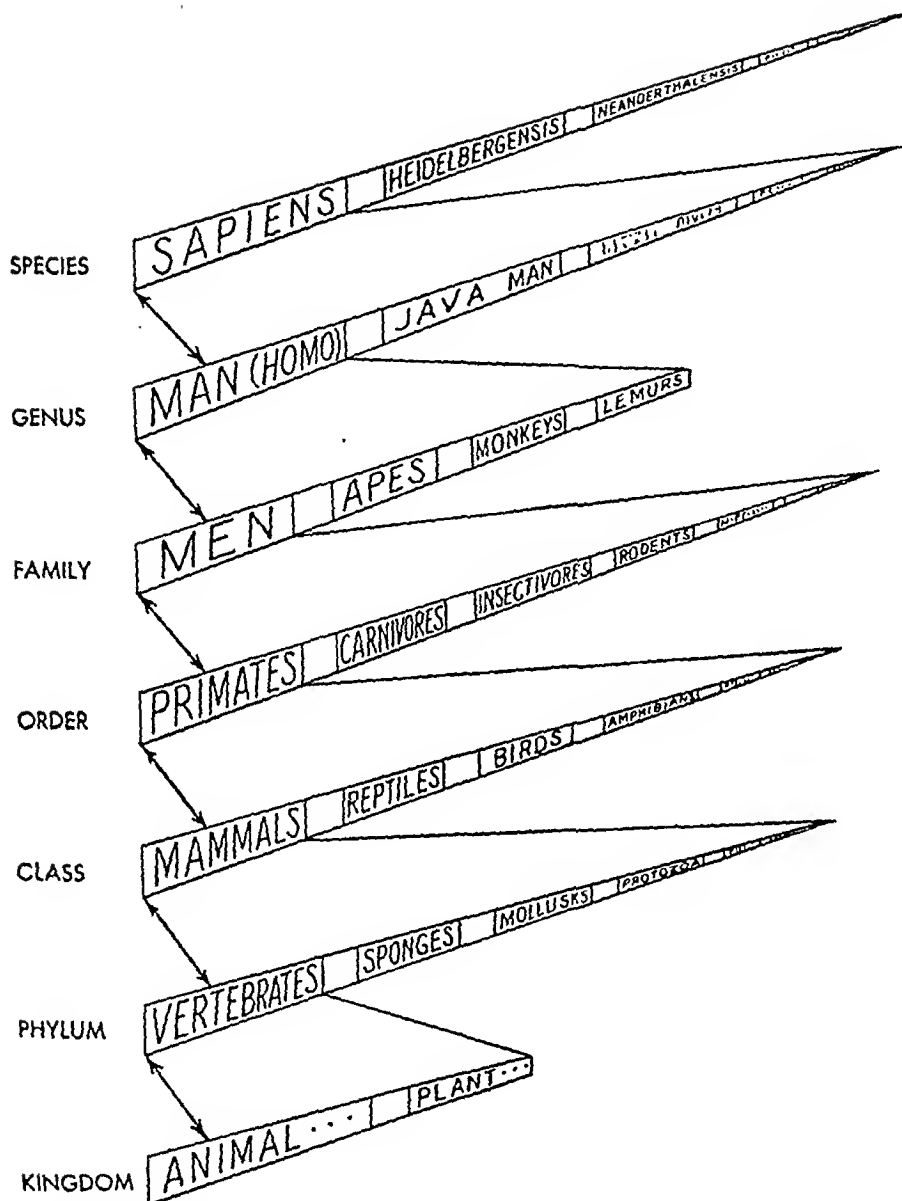 SPECIES SAPIENS HEIDELBERGENSIS NEANDERTHALENSIS
GENUS MAN (HOMO) JAVA MAN
FAMILY MEN APES MONKEYS LEMURS
ORDER PRIMATES CARNIVORES INSECTIVORES RODENTS
CLASS MAMMALS REPTILES BIRDS AMPHIBIAN
PHYLUM VERTEBRATES SPONGES MOLLUSKS PROTOZOA
KINGDOM ANIMAL ··· PLANT ···